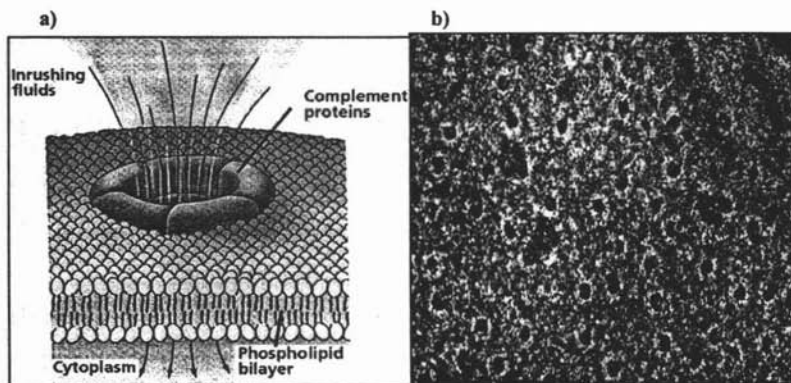 a)
b)
Inrushing
fluids
Complement
proteins
Cytoplasm
Phospholipid
bilayer